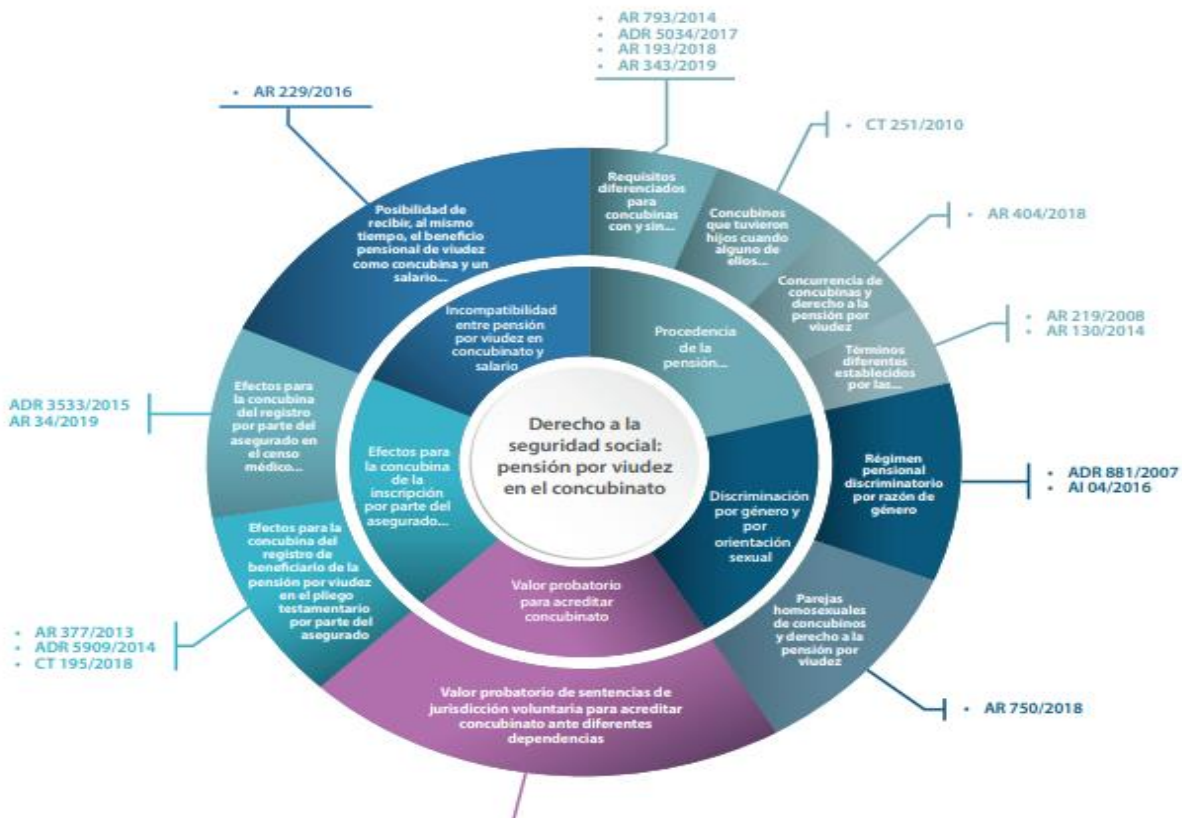 • AR 793/2014
• ADR 5034/2017
• AR 193/2018
• AR 343/2019
• AR 229/2016
• CT 251/2010
• AR 404/2018
• AR 219/2008
• AR 130/2014
ADR 3533/2015
AR 34/2019
• ADR 881/2007
• AI 04/2016
• AR 377/2013
• ADR 5909/2014
• CT 195/2018
• AR 750/2018
Requisitos
diferenciados
para
concubinas
con y sin...
Concubinos
que tuvieron
hijos cuando
alguno de
ellos...
Concurrencia de
concubinas y
derecho a la
pensión por
viudez
Términos
diferentes
establecidos
por las...
Régimen
pensional
discriminatorio
por razón de
género
Parejas
homosexuales
de concubinos
y derecho a la
pensión por
viudez
Valor probatorio de sentencias de
jurisdicción voluntaria para acreditar
concubinato ante diferentes
dependencias
Efectos para la
concubina del
registro de
beneficiario de la
pensión por viudez
en el pliego
testamentario
por parte del
asegurado
Efectos para
la concubina
del registro
por parte del
asegurado en
el censo
médico...
Posibilidad de
recibir, al mismo
tiempo, el beneficio
pensional de viudez
como concubina y un
salario...
Incompatibilidad
entre pensión
por viudez en
concubinato y
salario
Procedencia
de la
pensión...
Discriminación
por género y por
orientación
sexual
Valor probatorio
para acreditar
concubinato
Efectos para
la concubina
de la
inscripción
por parte del
asegurado...
Derecho a la
seguridad social:
pensión por viudez
en el concubinato